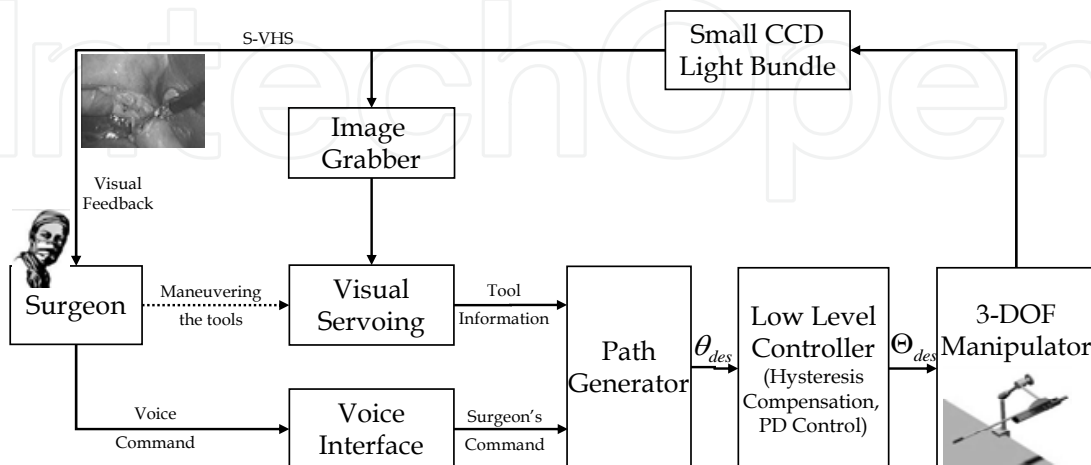 IntechOpen
S-VHS
Small CCD
Light Bundle
Image
Grabber
Visual
Feedback
Surgeon
Maneuvering
the tools
Visual
Servoing
Tool
Information
Path
Generator
θdes
Low Level
Controller
(Hysteresis
Compensation,
PD Control)
Θdes
3-DOF
Manipulator
Voice
Command
Voice
Interface
Surgeon's
Command